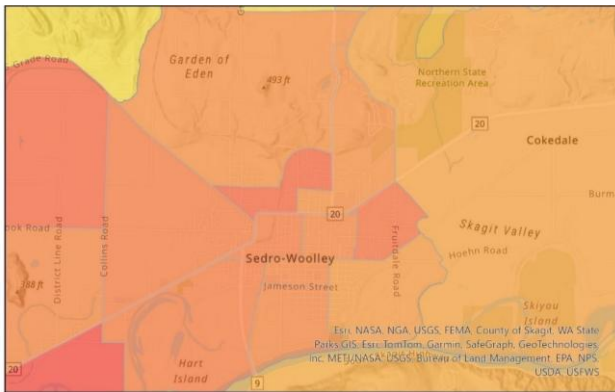 Grade Road
Garden of
Eden
493 ft
Northern State
Recreation Area
20
Cokedale
ook Road
District Line Road
Collins Road
20
Fruitdale Road
Skagit Valley
Burm
Hoehn Road
Sedro-Woolley
Jameson Street
Skiyou
Island
20
Hart
Island
9
Esri, NASA, NGA, USGS, FEMA, County of Skagit, WA State
Parks GIS, Esri, TomTom, Garmin, SafeGraph, GeoTechnologies,
Inc, METI/NASA, USGS, Bureau of Land Management, EPA, NPS,
USDA, USFWS